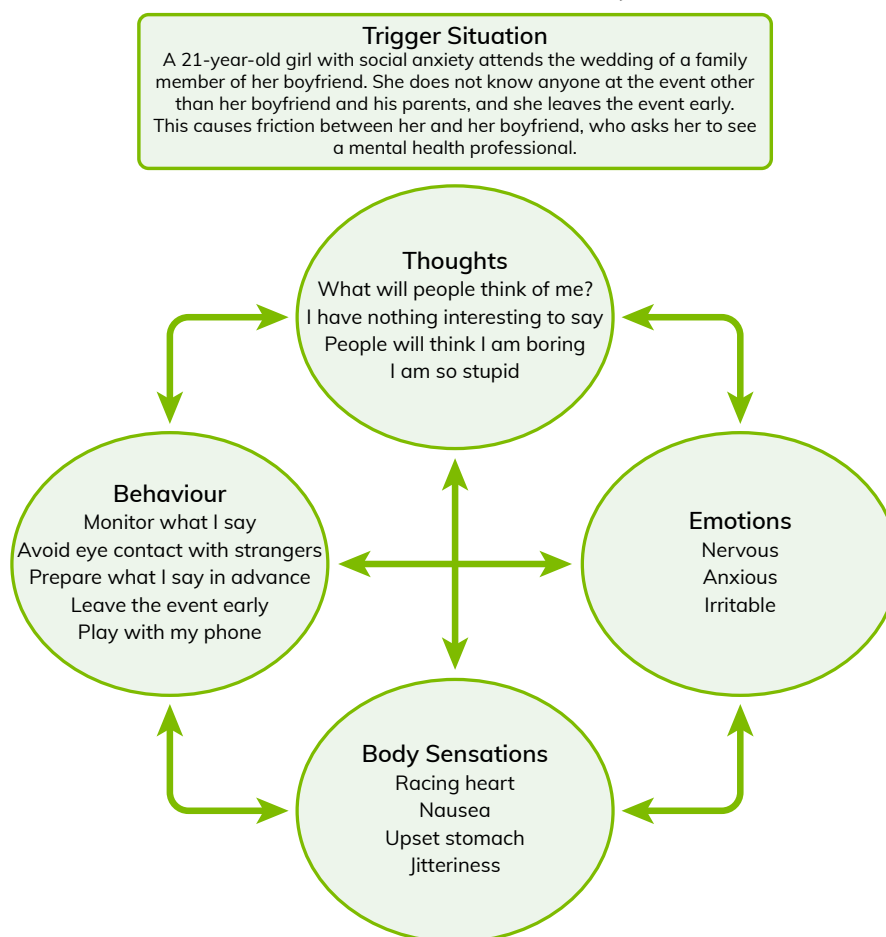 Trigger Situation
A 21-year-old girl with social anxiety attends the wedding of a family
member of her boyfriend. She does not know anyone at the event other
than her boyfriend and his parents, and she leaves the event early.
This causes friction between her and her boyfriend, who asks her to see
a mental health professional.
Thoughts
What will people think of me?
I have nothing interesting to say
People will think I am boring
I am so stupid
Behaviour
Monitor what I say
Avoid eye contact with strangers
Prepare what I say in advance
Leave the event early
Play with my phone
Emotions
Nervous
Anxious
Irritable
Body Sensations
Racing heart
Nausea
Upset stomach
Jitteriness